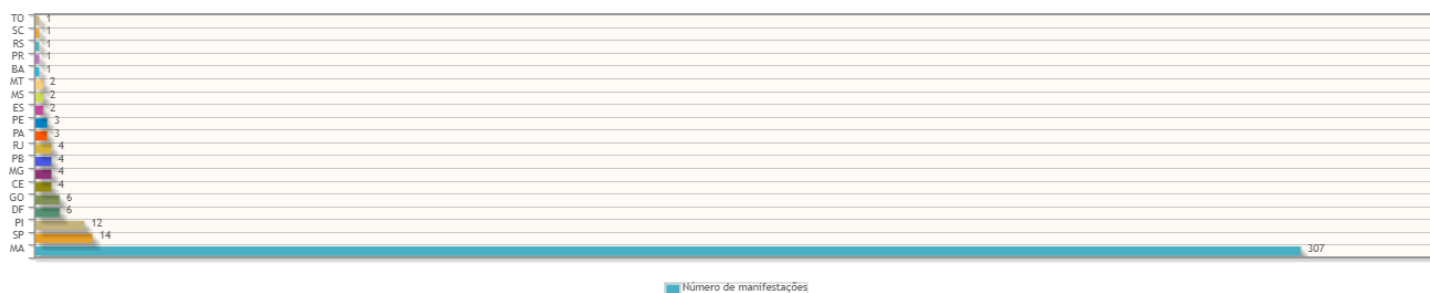 TO 1
SC 1
RS 1
PR 1
BA 1
MT 2
MS 2
ES 2
PE 3
PA 3
RJ 4
PB 4
MG 4
CE 4
GO 6
DF 6
PI 12
SP 14
MA 307
Número de manifestações